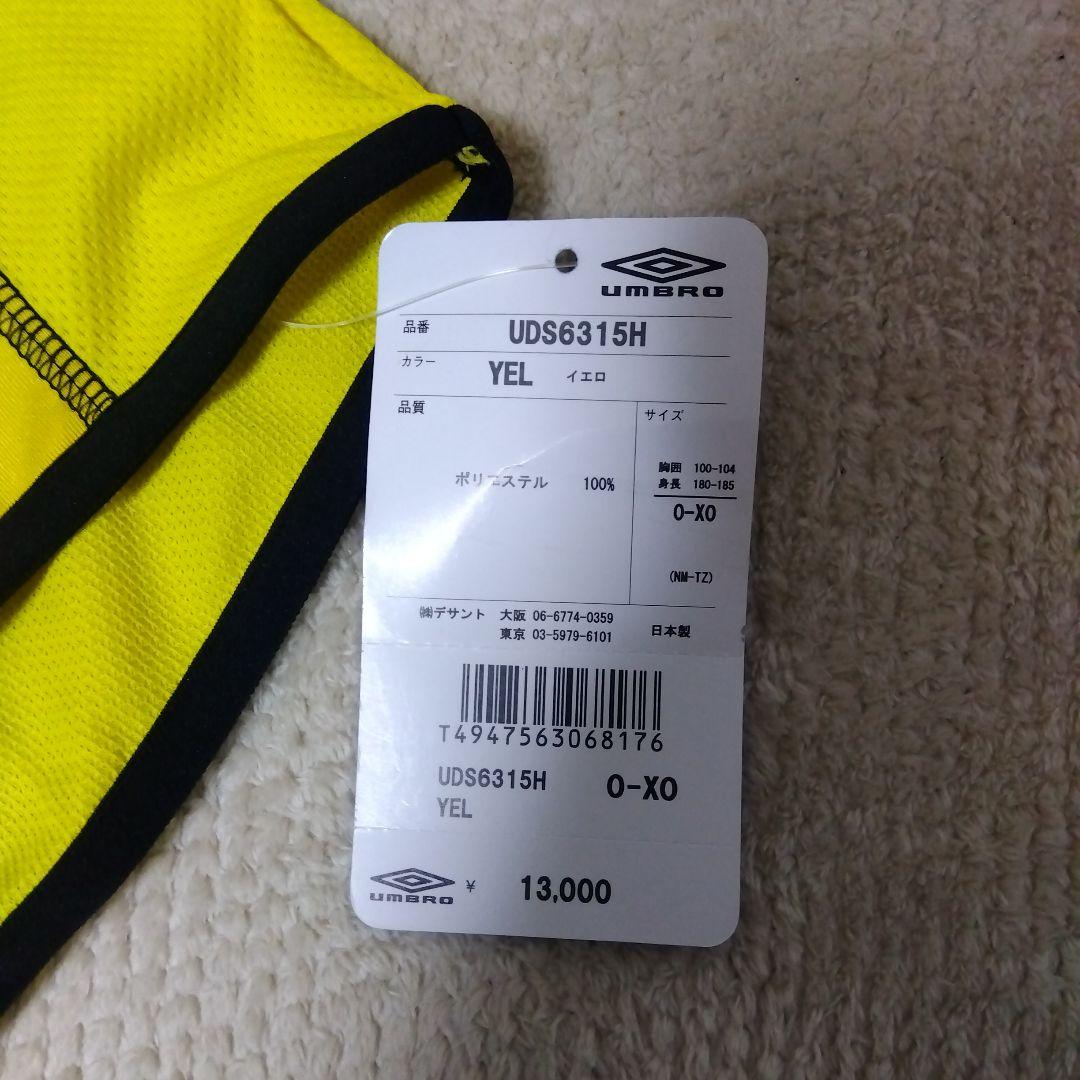 UMBRO
品番 UDS6315H
カラー YEL イエロ
品質 サイズ
ポリエステル 100%
胸囲 100-104
身長 180-185
O-XO
(NM-TZ)
㈱デサント 大阪 06-6774-0359
東京 03-5979-6101 日本製
T4947563068176
UDS6315H O-XO
YEL
UMBRO ¥ 13,000